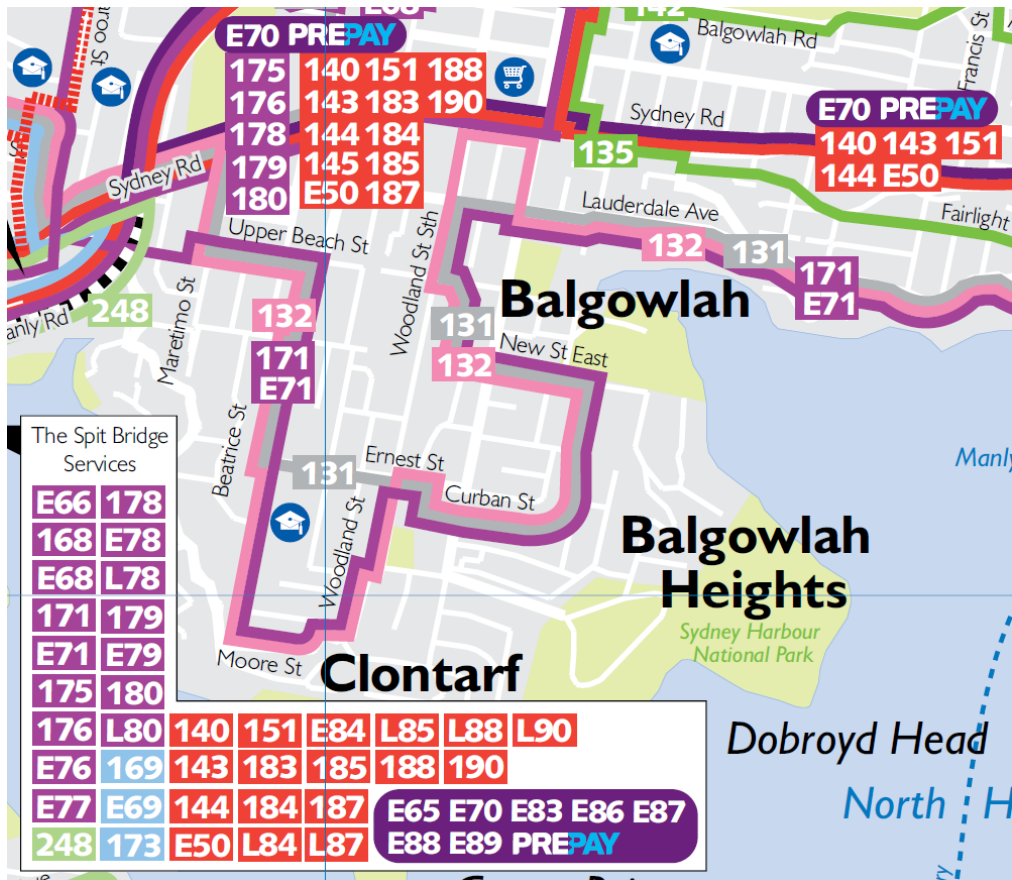 E68
142
Balgowlah Rd
Francis St
E70 PREPAY
175 140 151 188
176 143 183 190
178 144 184
179 145 185
180 E50 187
Sydney Rd
E70 PREPAY
140 143 151
144 E50
135
Sydney Rd
Lauderdale Ave
Fairlight
Upper Beach St
Woodland St Sth
132
131
171
E71
248
Maretimo St
132
171
E71
Balgowlah
131
132
New St East
The Spit Bridge
Services
Beatrice St
131
Ernest St
Curban St
Woodland St
Manly
Balgowlah
Heights
Sydney Harbour
National Park
Moore St
Clontarf
E66 178
168 E78
E68 L78
171 179
E71 E79
175 180
176 L80 140 151 E84 L85 L88 L90
E76 169 143 183 185 188 190
E77 E69 144 184 187
248 173 E50 L84 L87
E65 E70 E83 E86 E87
E88 E89 PREPAY
Dobroyd Head
North H